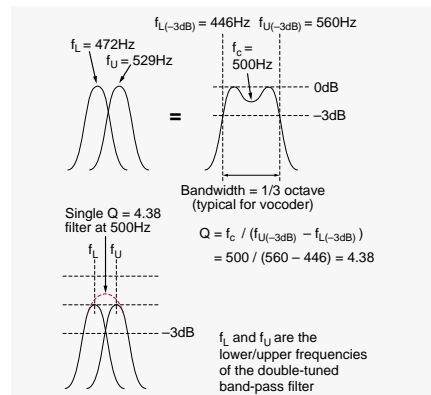 f_L(–3dB) = 446Hz f_U(–3dB) = 560Hz
f_L = 472Hz
f_U = 529Hz
f_c =
500Hz
0dB
=
–3dB
Bandwidth = 1/3 octave
(typical for vocoder)
Single Q = 4.38
filter at 500Hz
f_L f_U
Q = f_c / (f_U(–3dB) – f_L(–3dB) )
= 500 / (560 – 446) = 4.38
–3dB
f_L and f_U are the
lower/upper frequencies
of the double-tuned
band-pass filter